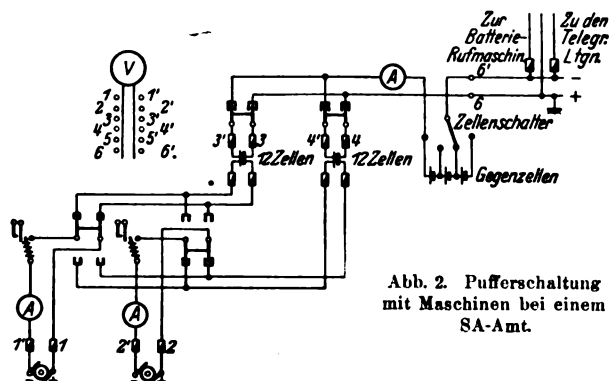 Zur Batterie- Rufmaschin.
Zu den Telegr. Ltgn.
V
1 1'
2 2'
3 3'
4 4'
5 5'
6 6'.
A
6'
−
6
+
Zellenschalter
3' 3
4' 4
12 Zellen
12 Zellen
Gegenzellen
A
A
1' 1
2' 2
Abb. 2. Pufferschaltung
mit Maschinen bei einem
SA-Amt.